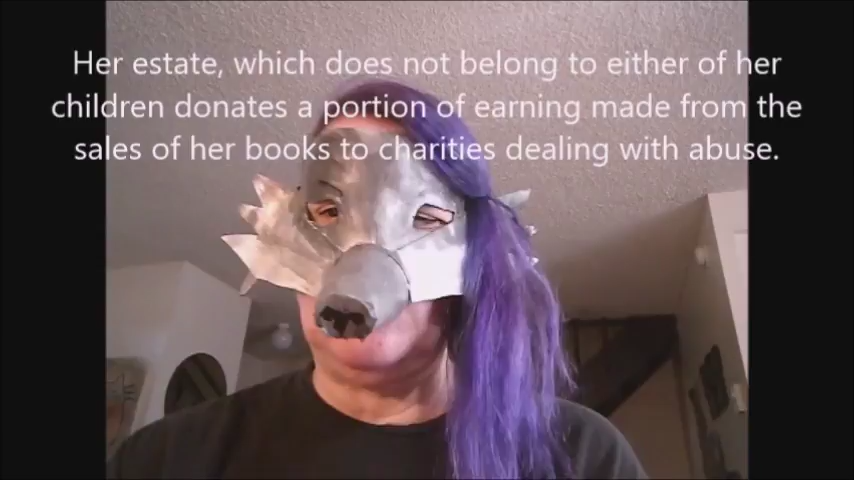 Her estate, which does not belong to either of her
children donates a portion of earning made from the
sales of her books to charities dealing with abuse.